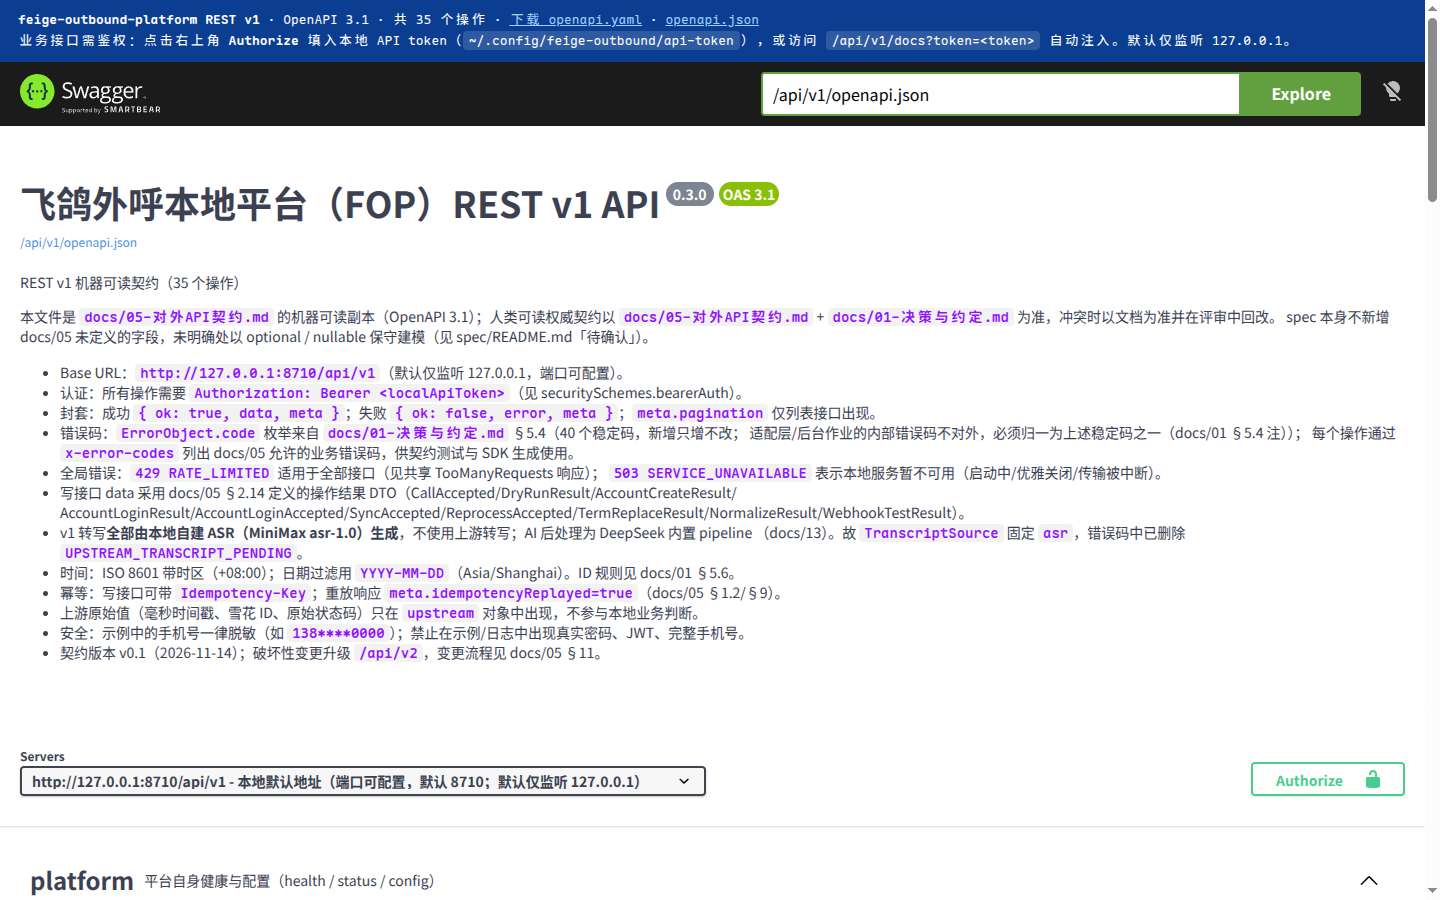 feige-outbound-platform REST v1 · OpenAPI 3.1 · 共 35 个操作 · 下载 openapi.yaml · openapi.json
业务接口需鉴权：点击右上角 Authorize 填入本地 API token（~/.config/feige-outbound/api-token），或访问 /api/v1/docs?token=<token> 自动注入。默认仅监听 127.0.0.1。
Swagger.
Supported by SMARTBEAR
/api/v1/openapi.json
Explore
飞鸽外呼本地平台（FOP）REST v1 API 0.3.0 OAS 3.1
/api/v1/openapi.json
REST v1 机器可读契约（35 个操作）
本文件是 docs/05-对外API契约.md 的机器可读副本（OpenAPI 3.1）；人类可读权威契约以 docs/05-对外API契约.md + docs/01-决策与约定.md 为准，冲突时以文档为准并在评审中回改。 spec 本身不新增
docs/05 未定义的字段，未明确处以 optional / nullable 保守建模（见 spec/README.md「待确认」）。
Base URL：http://127.0.0.1:8710/api/v1（默认仅监听 127.0.0.1，端口可配置）。
认证：所有操作需要 Authorization: Bearer <localApiToken>（见 securitySchemes.bearerAuth）。
封套：成功 { ok: true, data, meta }；失败 { ok: false, error, meta }；meta.pagination 仅列表接口出现。
错误码：ErrorObject.code 枚举来自 docs/01-决策与约定.md §5.4（40 个稳定码，新增只增不改； 适配层/后台作业的内部错误码不对外，必须归一为上述稳定码之一（docs/01 §5.4 注））； 每个操作通过
x-error-codes 列出 docs/05 允许的业务错误码，供契约测试与 SDK 生成使用。
全局错误：429 RATE_LIMITED 适用于全部接口（见共享 TooManyRequests 响应）； 503 SERVICE_UNAVAILABLE 表示本地服务暂不可用（启动中/优雅关闭/传输被中断）。
写接口 data 采用 docs/05 §2.14 定义的操作结果 DTO（CallAccepted/DryRunResult/AccountCreateResult/
AccountLoginResult/AccountLoginAccepted/SyncAccepted/ReprocessAccepted/TermReplaceResult/NormalizeResult/WebhookTestResult）。
v1 转写全部由本地自建 ASR（MiniMax asr-1.0）生成，不使用上游转写；AI 后处理为 DeepSeek 内置 pipeline （docs/13）。故 TranscriptSource 固定 asr，错误码中已删除
UPSTREAM_TRANSCRIPT_PENDING。
时间：ISO 8601 带时区（+08:00）；日期过滤用 YYYY-MM-DD（Asia/Shanghai）。ID 规则见 docs/01 §5.6。
幂等：写接口可带 Idempotency-Key；重放响应 meta.idempotencyReplayed=true（docs/05 §1.2/§9）。
上游原始值（毫秒时间戳、雪花 ID、原始状态码）只在 upstream 对象中出现，不参与本地业务判断。
安全：示例中的手机号一律脱敏（如 138****0000）；禁止在示例/日志中出现真实密码、JWT、完整手机号。
契约版本 v0.1（2026-11-14）；破坏性变更升级 /api/v2，变更流程见 docs/05 §11。
Servers
http://127.0.0.1:8710/api/v1 - 本地默认地址（端口可配置，默认 8710；默认仅监听 127.0.0.1）
Authorize
platform 平台自身健康与配置（health / status / config）